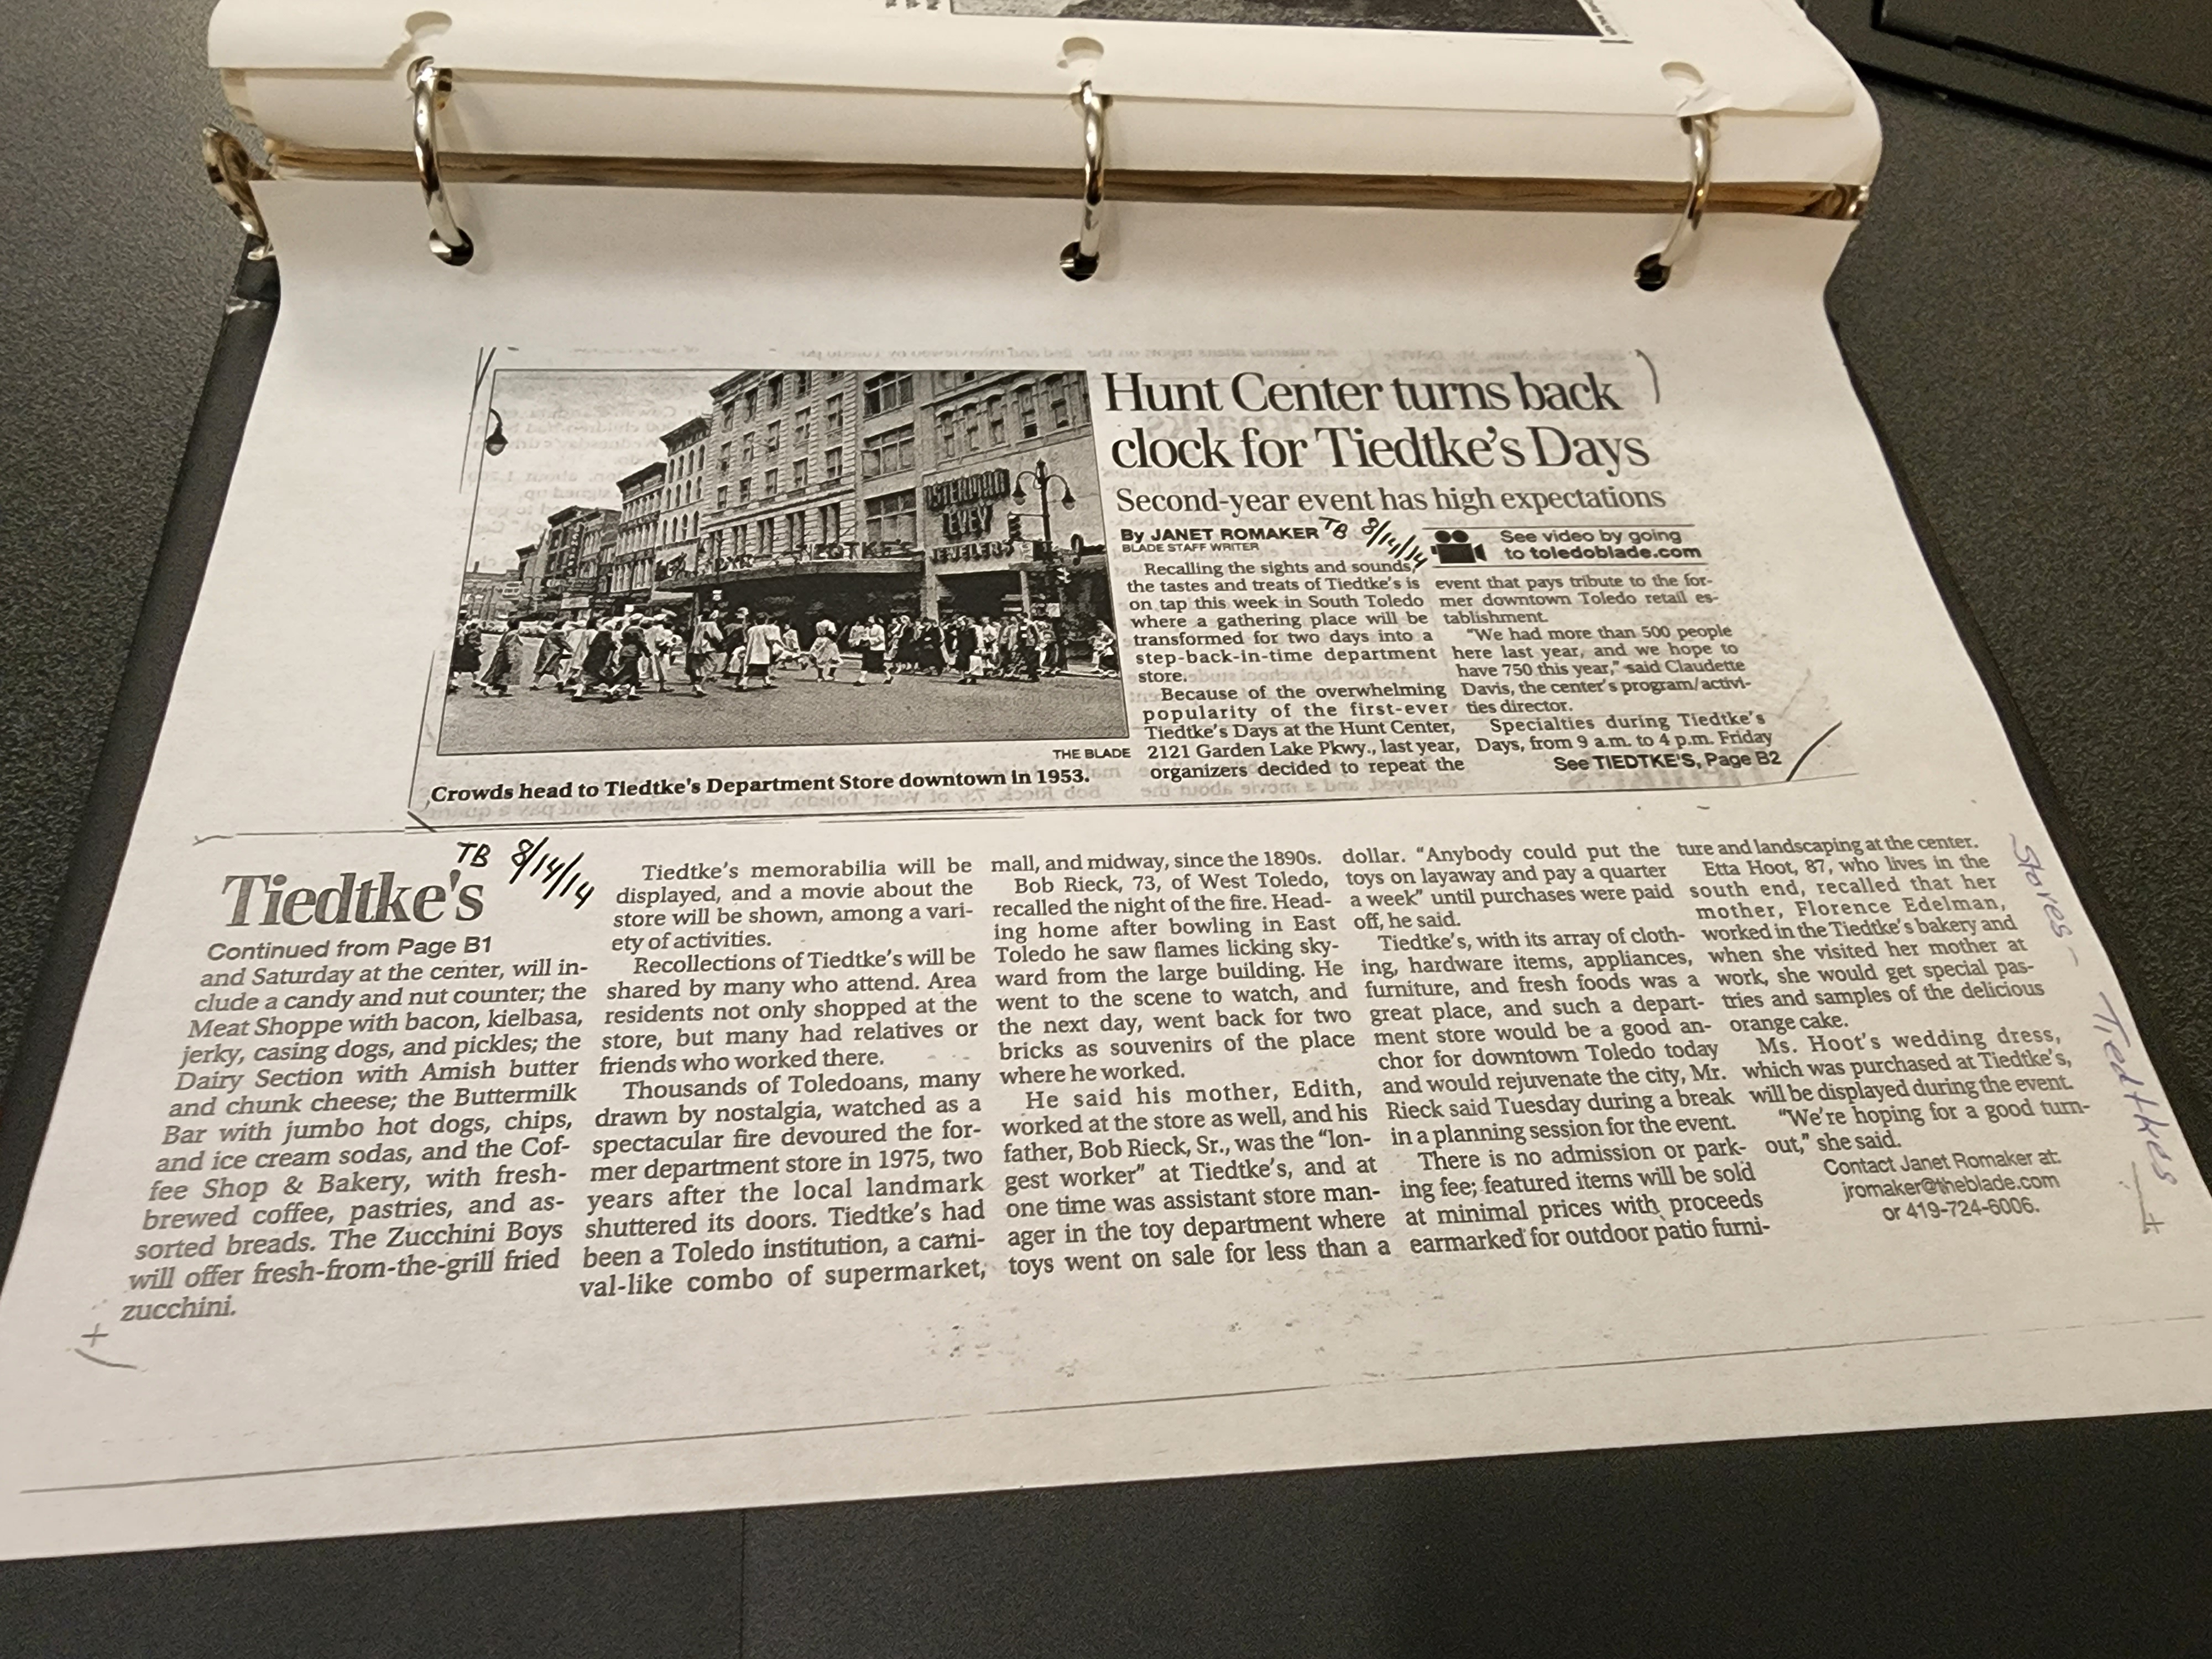 OSTERMAN
LEVEY
JEWELERS
TIEDTKE'S
THE BLADE
Crowds head to Tiedtke's Department Store downtown in 1953.
Hunt Center turns back
clock for Tiedtke's Days
Second-year event has high expectations
By JANET ROMAKER TB 8/14/14
BLADE STAFF WRITER
Recalling the sights and sounds,
the tastes and treats of Tiedtke's is
on tap this week in South Toledo
where a gathering place will be
transformed for two days into a
step-back-in-time department
store.
Because of the overwhelming
popularity of the first-ever
Tiedtke's Days at the Hunt Center,
2121 Garden Lake Pkwy., last year,
organizers decided to repeat the
See video by going
to toledoblade.com
event that pays tribute to the for-
mer downtown Toledo retail es-
tablishment.
"We had more than 500 people
here last year, and we hope to
have 750 this year," said Claudette
Davis, the center's program/activi-
ties director.
Specialties during Tiedtke's
Days, from 9 a.m. to 4 p.m. Friday
See TIEDTKE'S, Page B2
TB 8/14/14
Tiedtke's
Continued from Page B1
and Saturday at the center, will in-
clude a candy and nut counter; the
Meat Shoppe with bacon, kielbasa,
jerky, casing dogs, and pickles; the
Dairy Section with Amish butter
and chunk cheese; the Buttermilk
Bar with jumbo hot dogs, chips,
and ice cream sodas, and the Cof-
fee Shop & Bakery, with fresh-
brewed coffee, pastries, and as-
sorted breads. The Zucchini Boys
will offer fresh-from-the-grill fried
zucchini.
Tiedtke's memorabilia will be
displayed, and a movie about the
store will be shown, among a vari-
ety of activities.
Recollections of Tiedtke's will be
shared by many who attend. Area
residents not only shopped at the
store, but many had relatives or
friends who worked there.
Thousands of Toledoans, many
drawn by nostalgia, watched as a
spectacular fire devoured the for-
mer department store in 1975, two
years after the local landmark
shuttered its doors. Tiedtke's had
been a Toledo institution, a carni-
val-like combo of supermarket,
mall, and midway, since the 1890s.
Bob Rieck, 73, of West Toledo,
recalled the night of the fire. Head-
ing home after bowling in East
Toledo he saw flames licking sky-
ward from the large building. He
went to the scene to watch, and
the next day, went back for two
bricks as souvenirs of the place
where he worked.
He said his mother, Edith,
worked at the store as well, and his
father, Bob Rieck, Sr., was the "lon-
gest worker" at Tiedtke's, and at
one time was assistant store man-
ager in the toy department where
toys went on sale for less than a
dollar. "Anybody could put the
toys on layaway and pay a quarter
a week" until purchases were paid
off, he said.
Tiedtke's, with its array of cloth-
ing, hardware items, appliances,
furniture, and fresh foods was a
great place, and such a depart-
ment store would be a good an-
chor for downtown Toledo today
and would rejuvenate the city, Mr.
Rieck said Tuesday during a break
in a planning session for the event.
There is no admission or park-
ing fee; featured items will be sold
at minimal prices with proceeds
earmarked for outdoor patio furni-
ture and landscaping at the center.
Etta Hoot, 87, who lives in the
south end, recalled that her
mother, Florence Edelman,
worked in the Tiedtke's bakery and
when she visited her mother at
work, she would get special pas-
tries and samples of the delicious
orange cake.
Ms. Hoot's wedding dress,
which was purchased at Tiedtke's,
will be displayed during the event.
"We're hoping for a good turn-
out," she said.
Contact Janet Romaker at:
jromaker@theblade.com
or 419-724-6006.
Stores - Tiedtkes